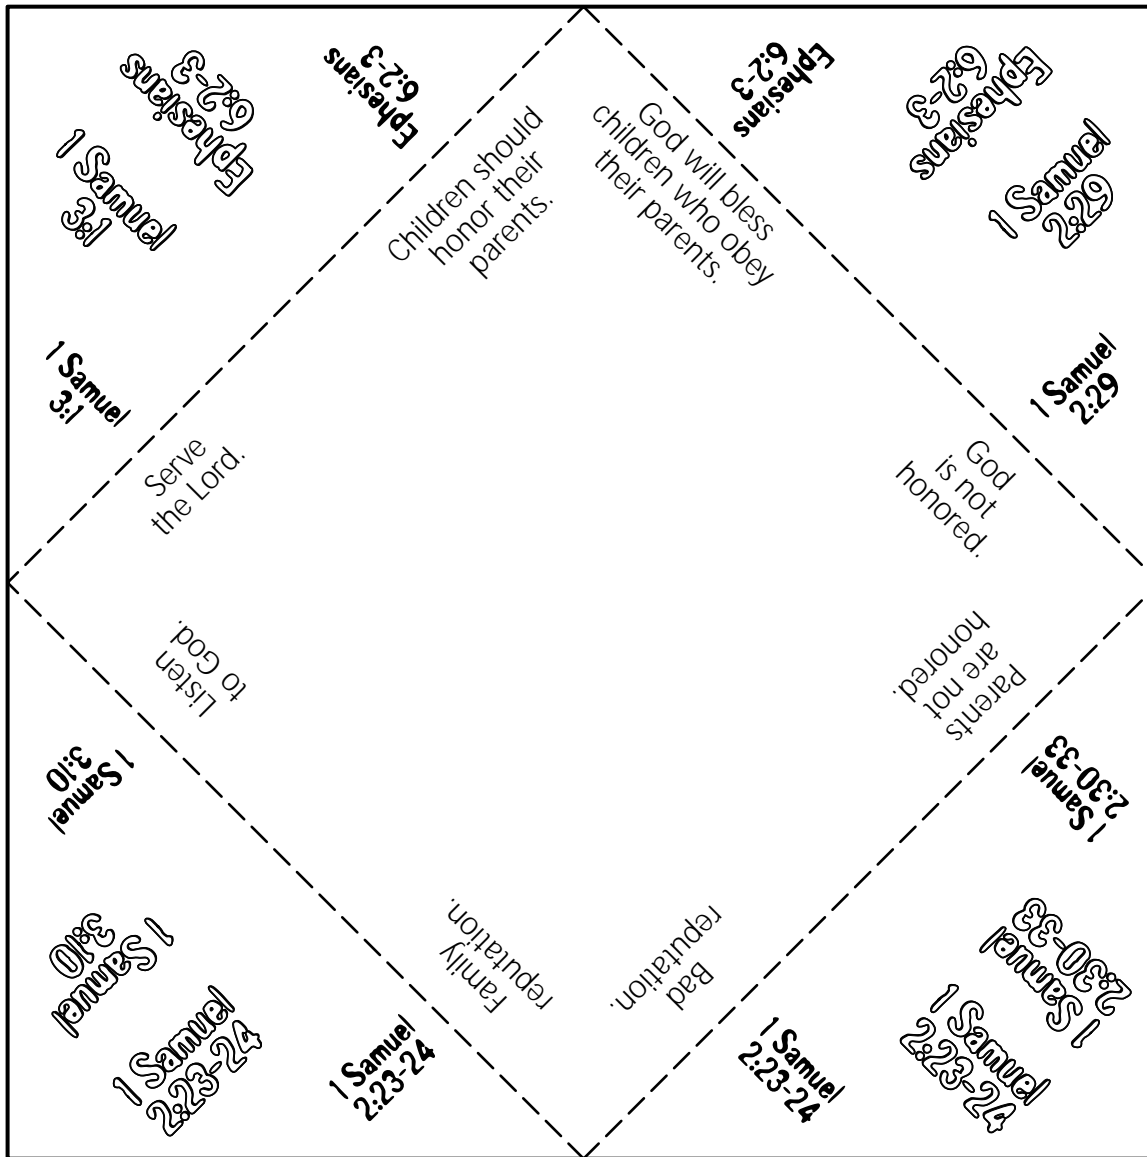 Ephesians
6:2-3
Ephesians
6:2-3
Ephesians
6:2-3
Ephesians
6:2-3
1 Samuel
3:1
1 Samuel
2:29
Children should
honor their
parents.
God will bless
children who obey
their parents.
1 Samuel
3:1
1 Samuel
2:29
Serve
the Lord.
God
is not
honored.
Listen
to God.
Parents
are not
honored.
1 Samuel
3:10
1 Samuel
2:30-33
Family
reputation.
Bad
reputation.
1 Samuel
3:10
1 Samuel
2:30-33
1 Samuel
2:23-24
1 Samuel
2:23-24
1 Samuel
2:23-24
1 Samuel
2:23-24